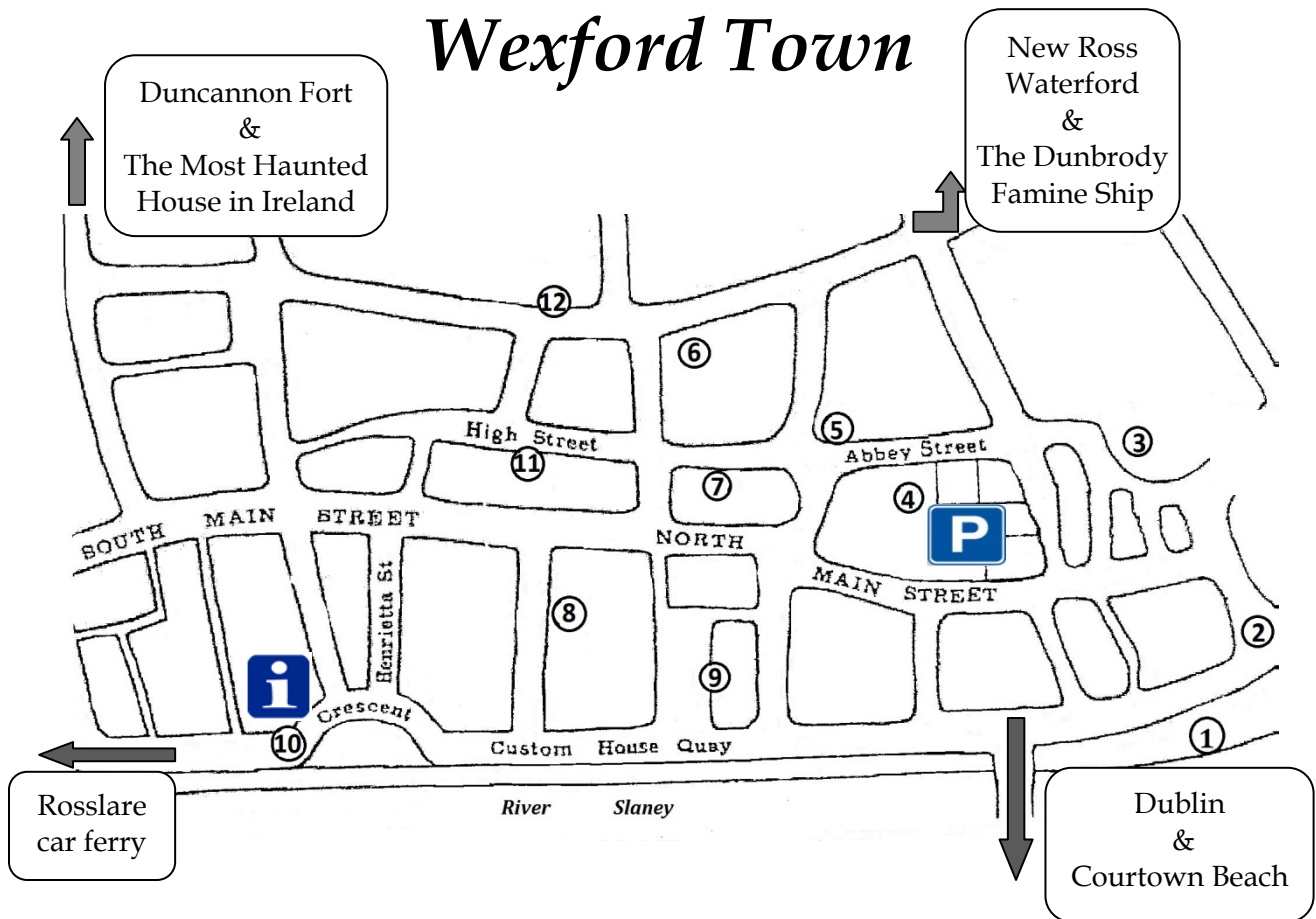 Wexford Town
Duncannon Fort
&
The Most Haunted
House in Ireland
New Ross
Waterford
&
The Dunbrody
Famine Ship
12
6
5
3
High Street
Abbey Street
11
7
4
P
SOUTH MAIN STREET
NORTH
MAIN STREET
Henrietta St
8
2
9
i
Crescent
10
Custom House Quay
1
Rosslare
car ferry
River Slaney
Dublin
&
Courtown Beach